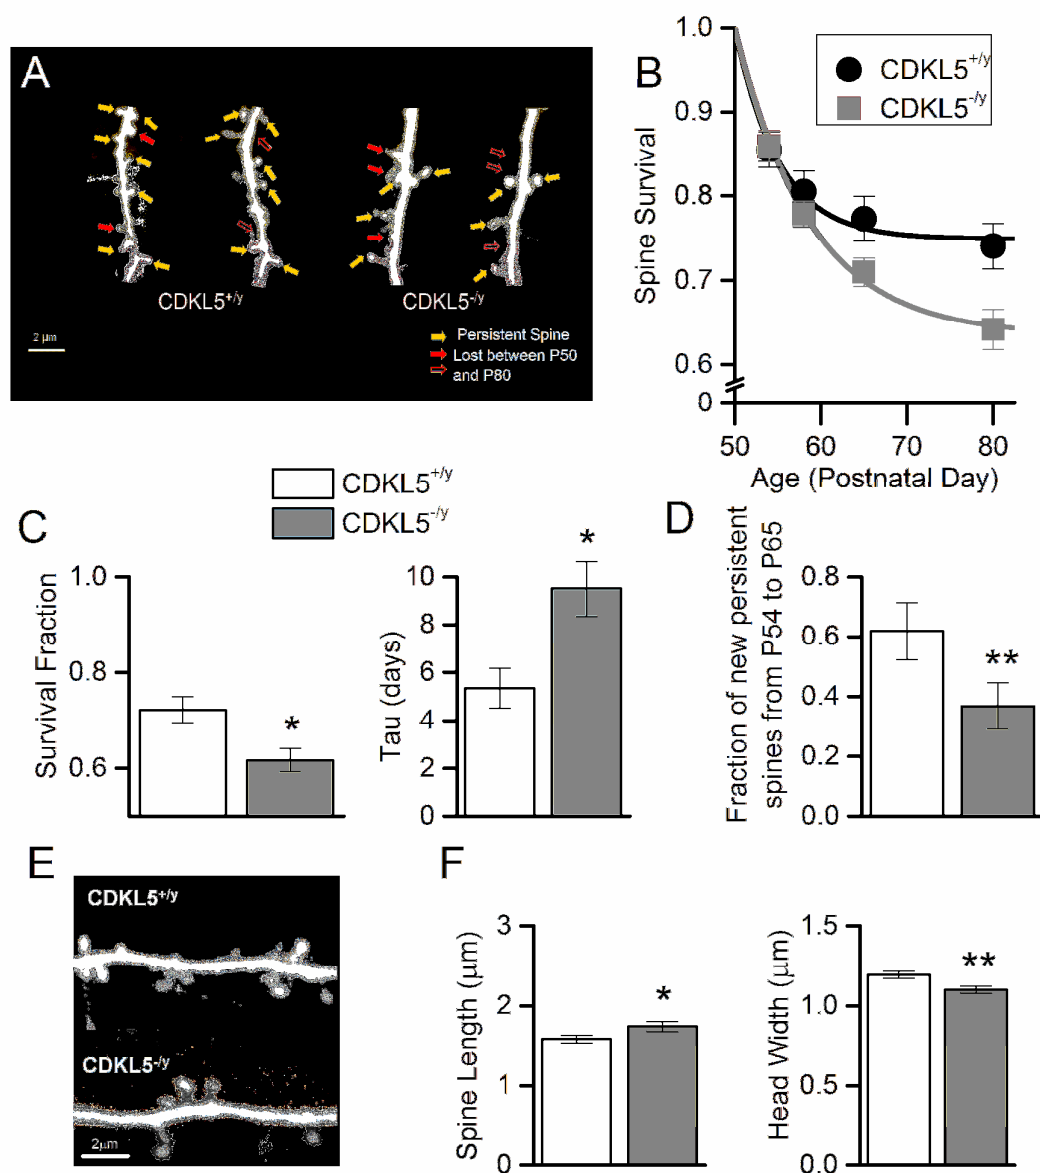 A
CDKL5+/y
CDKL5-/y
2 μm
Persistent Spine
Lost between P50
and P80
B
CDKL5+/y
CDKL5-/y
Spine Survival
1.0
0.9
0.8
0.7
0.6
0
50
60
70
80
Age (Postnatal Day)
CDKL5+/y
CDKL5-/y
C
Survival Fraction
1.0
0.8
0.6
*
Tau (days)
10
8
6
4
2
0
*
D
Fraction of new persistent
spines from P54 to P65
0.8
0.6
0.4
0.2
0.0
**
E
CDKL5+/y
CDKL5-/y
2μm
F
Spine Length (μm)
3
2
1
0
*
Head Width (μm)
1.5
1.0
0.5
0.0
**